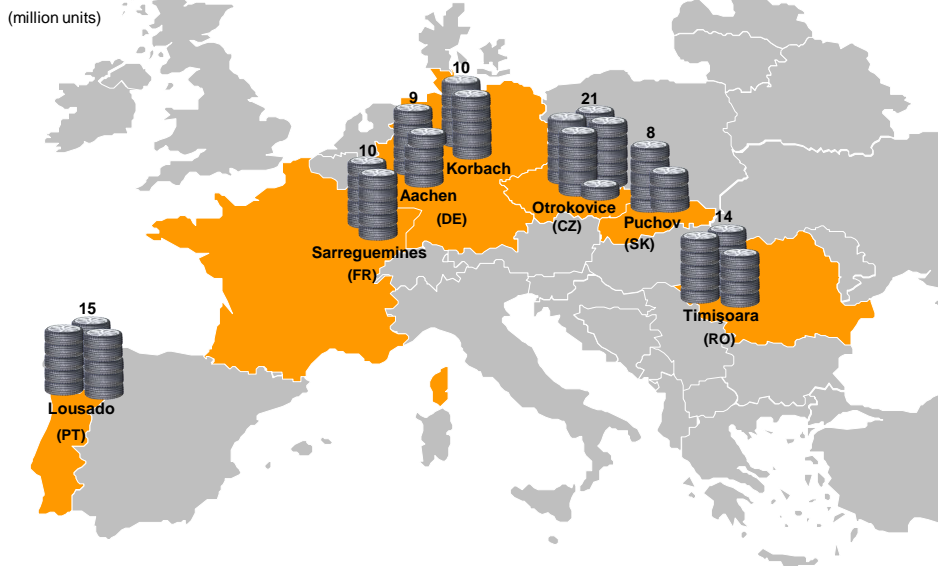 (million units)
10
9
Korbach
Aachen
(DE)
10
Sarreguemines
(FR)
21
Otrokovice
(CZ)
8
Puchov
(SK)
14
Timişoara
(RO)
15
Lousado
(PT)